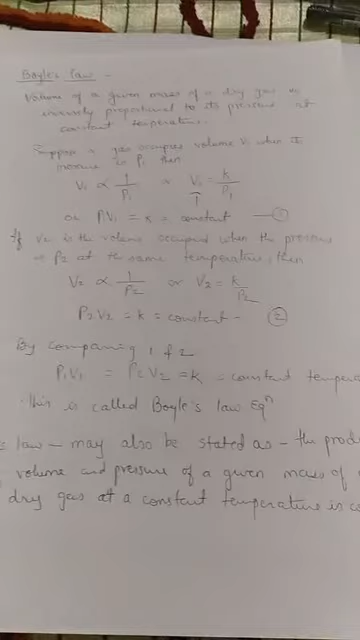 Boyle's law -
Volume of a given mass of a dry gas is
inversely proportional to its pressure at
constant temperature.
Suppose a gas occupies volume V₁ when its
pressure is P₁ then
V₁ ∝ 1/P₁ or V₁ = K/P₁
or P₁V₁ = K = constant — ①
If V₂ is the volume occupied when the pressure
is P₂ at the same temperature, then
V₂ ∝ 1/P₂ or V₂ = K/P₂
P₂V₂ = K = constant - ②
By comparing 1 & 2
P₁V₁ = P₂V₂ = K = constant tempera
This is called Boyle's law Eqⁿ
s law - may also be stated as - the prod
volume and pressure of a given mass of
dry gas at a constant temperature is co